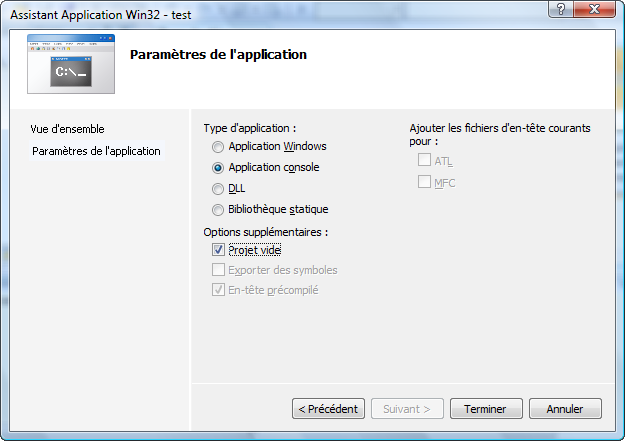 Assistant Application Win32 - test
C:\_
Paramètres de l'application
Vue d'ensemble
Paramètres de l'application
Type d'application :
Application Windows
Application console
DLL
Bibliothèque statique
Options supplémentaires :
Projet vide
Exporter des symboles
En-tête précompilé
Ajouter les fichiers d'en-tête courants
pour :
ATL
MFC
< Précédent
Suivant >
Terminer
Annuler